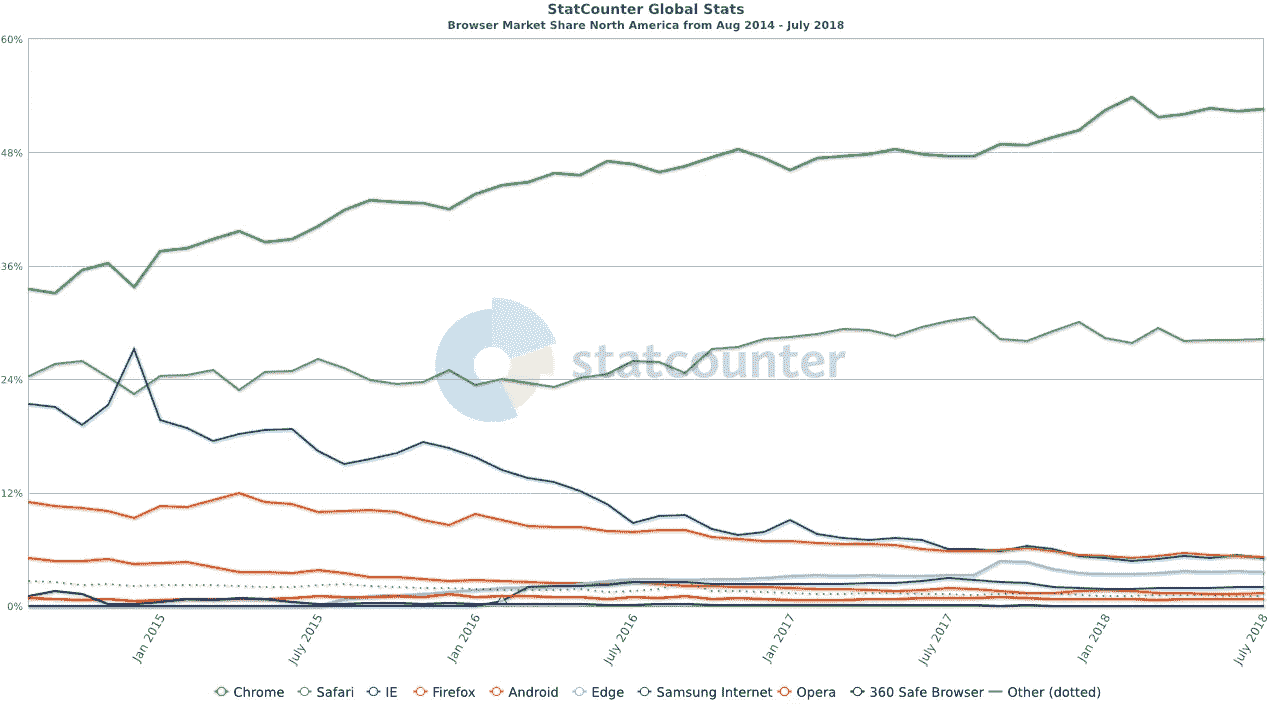 StatCounter Global Stats
Browser Market Share North America from Aug 2014 - July 2018
60%
48%
36%
24%
12%
0%
statcounter
Jan 2015
July 2015
Jan 2016
July 2016
Jan 2017
July 2017
Jan 2018
July 2018
Chrome Safari IE Firefox Android Edge Samsung Internet Opera 360 Safe Browser Other (dotted)